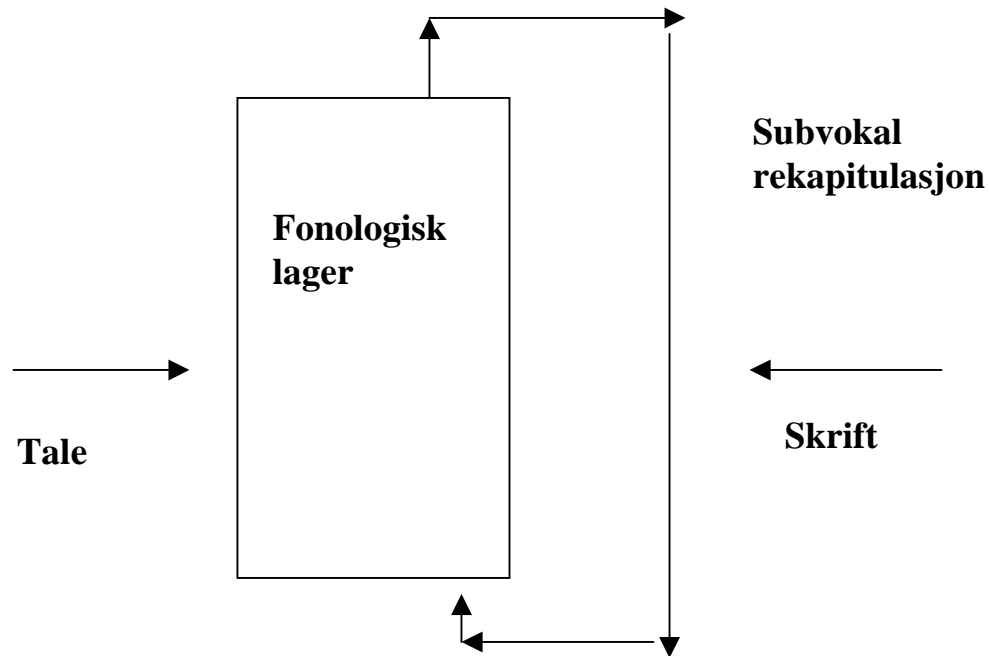 Subvokal
rekapitulasjon
Fonologisk
lager
Tale
Skrift